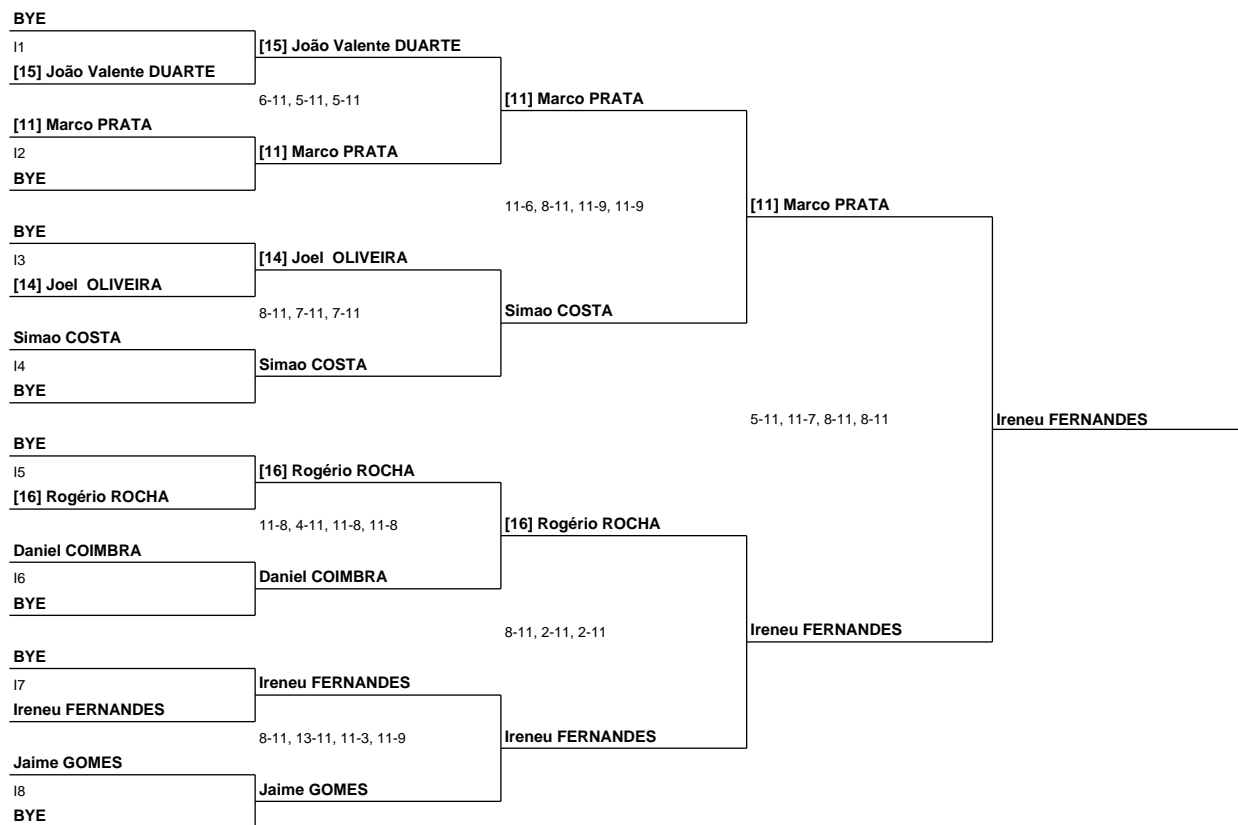 BYE
I1
[15] João Valente DUARTE
[15] João Valente DUARTE
6-11, 5-11, 5-11
[11] Marco PRATA
[11] Marco PRATA
I2
[11] Marco PRATA
BYE
11-6, 8-11, 11-9, 11-9
[11] Marco PRATA
BYE
I3
[14] Joel  OLIVEIRA
[14] Joel  OLIVEIRA
8-11, 7-11, 7-11
Simao COSTA
Simao COSTA
I4
Simao COSTA
BYE
5-11, 11-7, 8-11, 8-11
Ireneu FERNANDES
BYE
I5
[16] Rogério ROCHA
[16] Rogério ROCHA
11-8, 4-11, 11-8, 11-8
[16] Rogério ROCHA
Daniel COIMBRA
I6
Daniel COIMBRA
BYE
8-11, 2-11, 2-11
Ireneu FERNANDES
BYE
I7
Ireneu FERNANDES
Ireneu FERNANDES
8-11, 13-11, 11-3, 11-9
Ireneu FERNANDES
Jaime GOMES
I8
Jaime GOMES
BYE